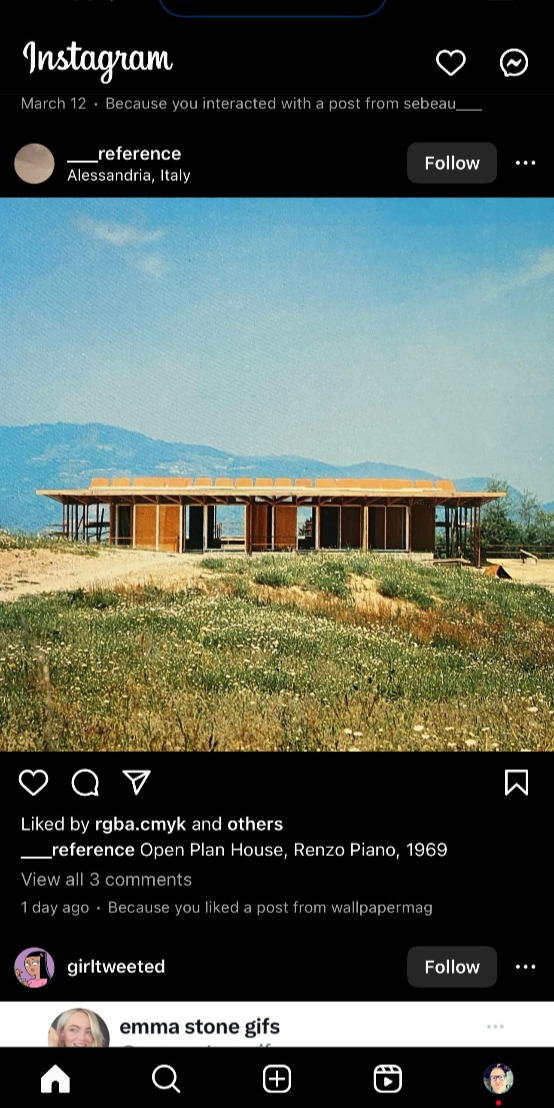 Instagram
March 12 • Because you interacted with a post from sebeau___
___reference
Alessandria, Italy
Follow
Liked by rgba.cmyk and others
___reference Open Plan House, Renzo Piano, 1969
View all 3 comments
1 day ago • Because you liked a post from wallpapermag
girltweeted
Follow
emma stone gifs